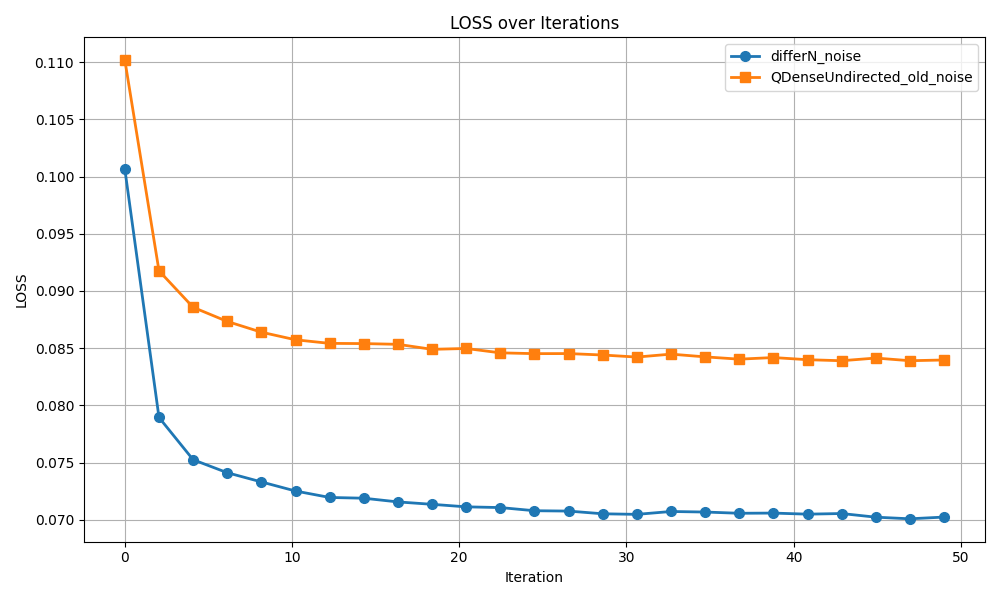 LOSS over Iterations
differN_noise
QDenseUndirected_old_noise
LOSS
0.110
0.105
0.100
0.095
0.090
0.085
0.080
0.075
0.070
0 10 20 30 40 50
Iteration